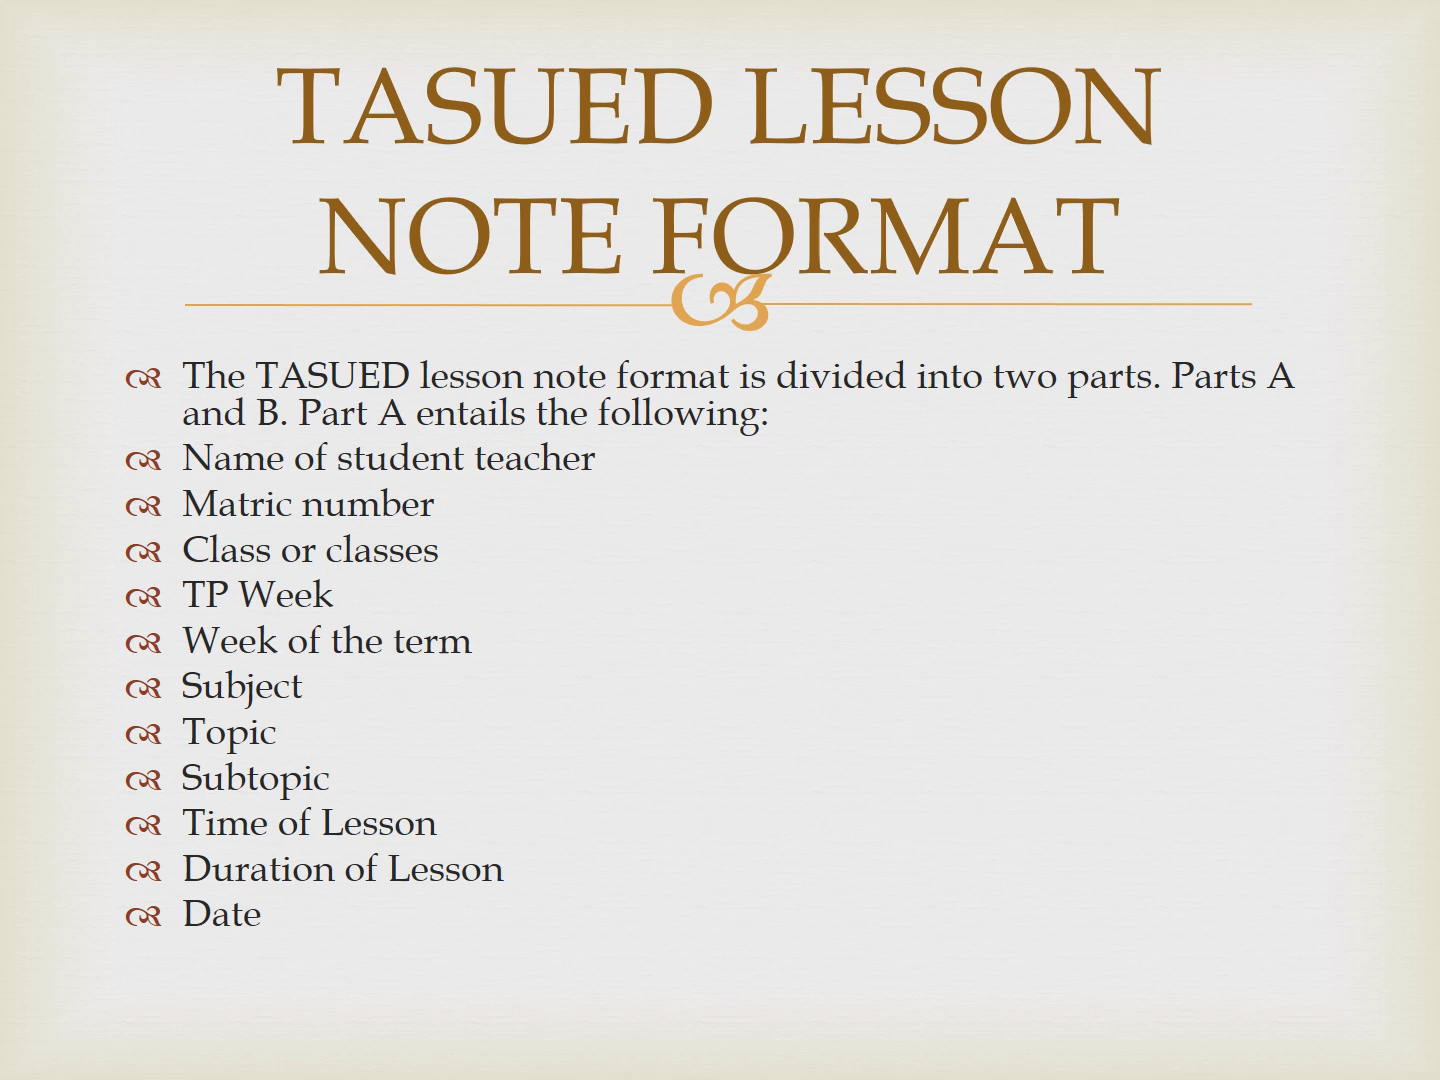 TASUED LESSON
NOTE FORMAT
The TASUED lesson note format is divided into two parts. Parts A
and B. Part A entails the following:
Name of student teacher
Matric number
Class or classes
TP Week
Week of the term
Subject
Topic
Subtopic
Time of Lesson
Duration of Lesson
Date